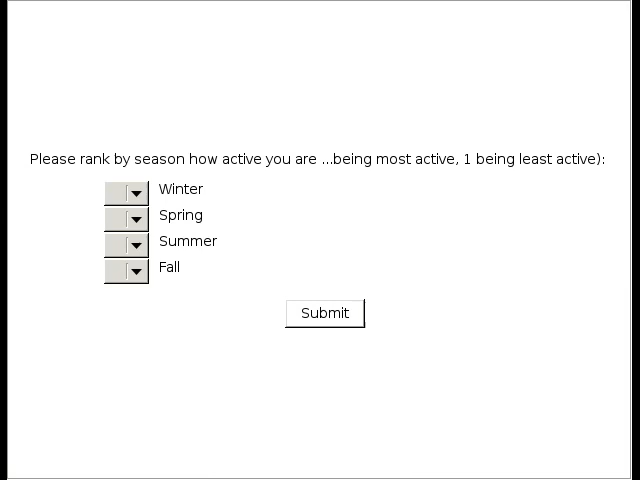 Please rank by season how active you are ...being most active, 1 being least active):
Winter
Spring
Summer
Fall
Submit